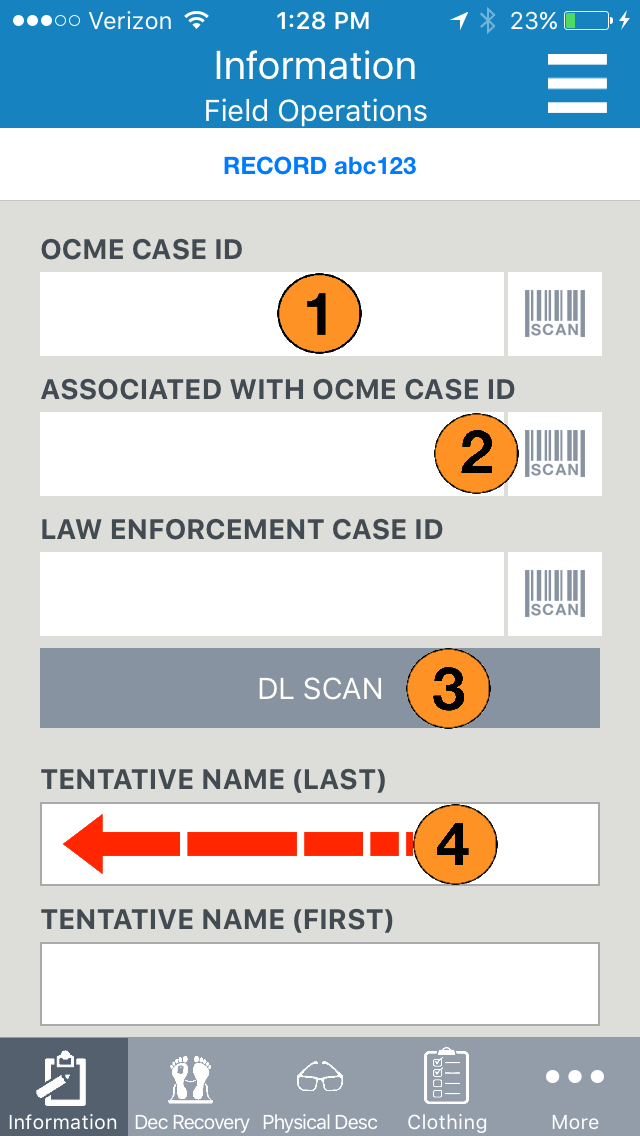 Verizon 1:28 PM 23%
Information
Field Operations
RECORD abc123
OCME CASE ID
1
SCAN
ASSOCIATED WITH OCME CASE ID
2
SCAN
LAW ENFORCEMENT CASE ID
SCAN
DL SCAN 3
TENTATIVE NAME (LAST)
4
TENTATIVE NAME (FIRST)
Information Dec Recovery Physical Desc Clothing More